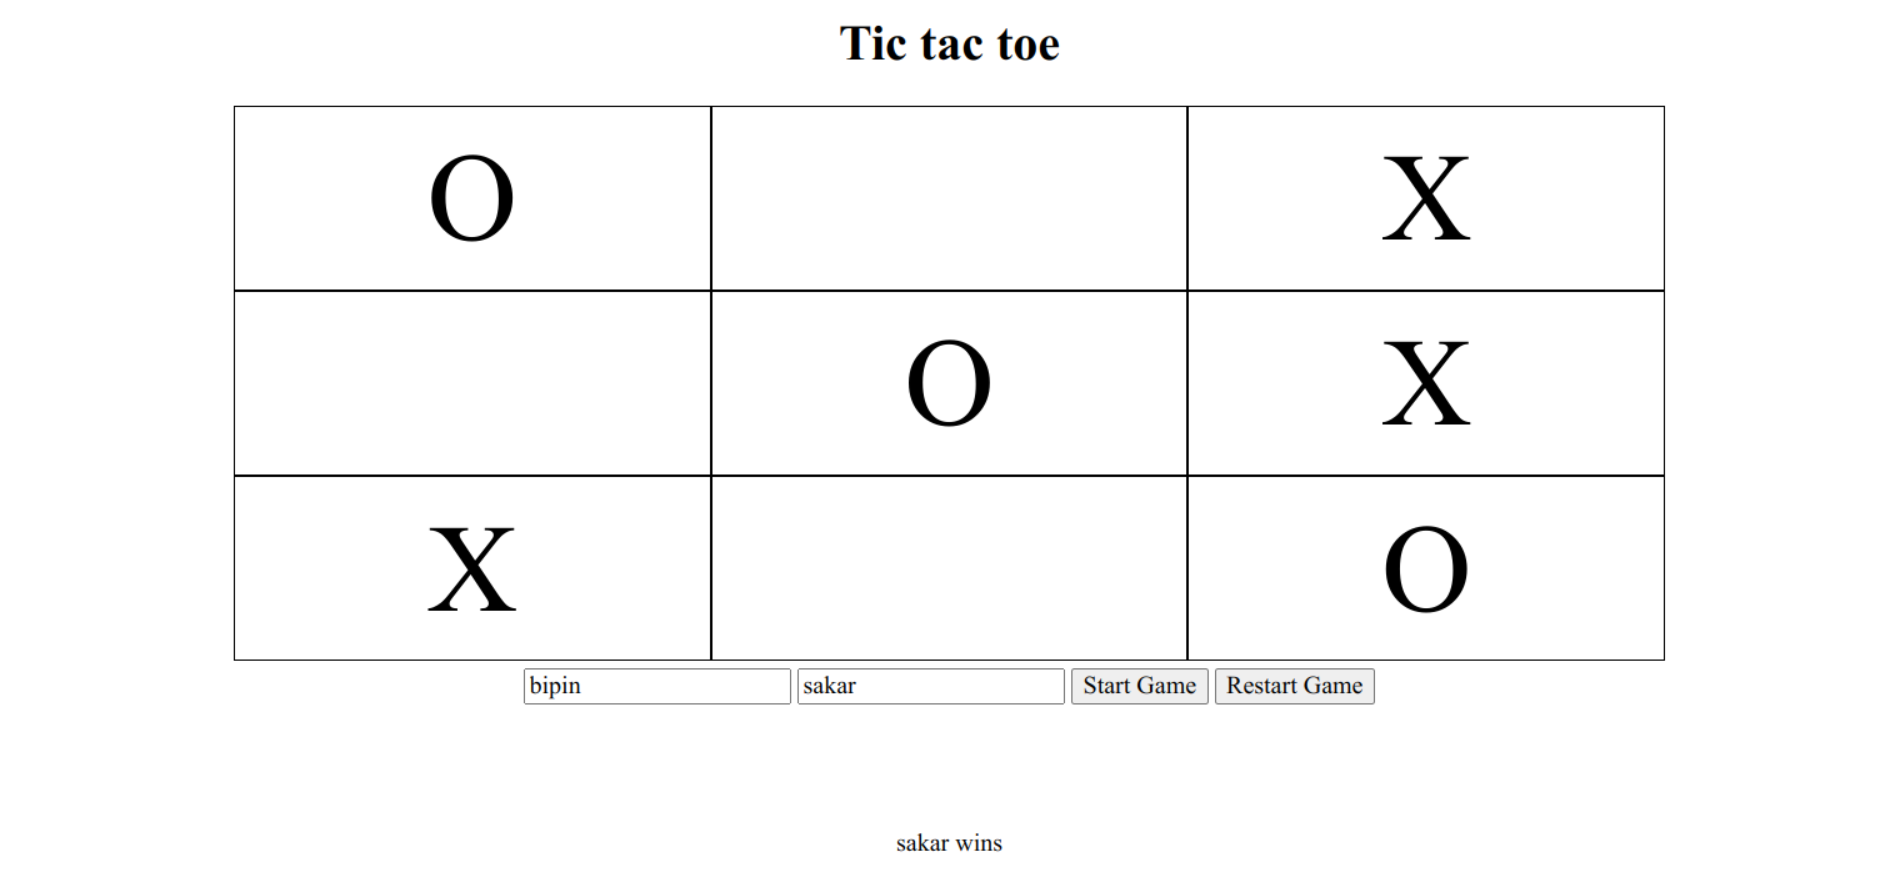 Tic tac toe
O X
O X
X O
bipin sakar Start Game Restart Game
sakar wins